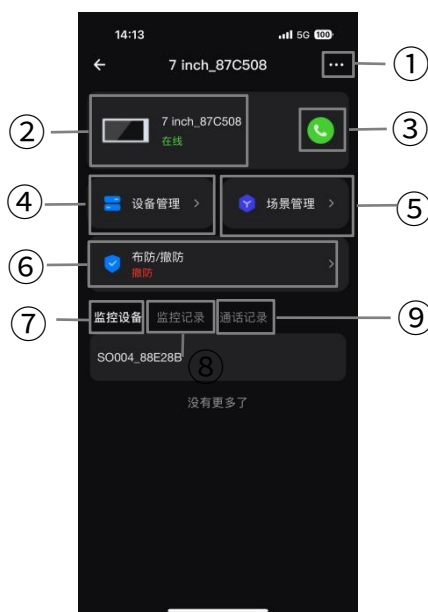 14:13 5G 100
← 7 inch_87C508 ···
①
7 inch_87C508
在线
②
③
④
设备管理 >
场景管理 >
⑤
布防/撤防
撤防 >
⑥
⑦
监控设备 监控记录 通话记录
⑨
SO004_88E28B
⑧
没有更多了